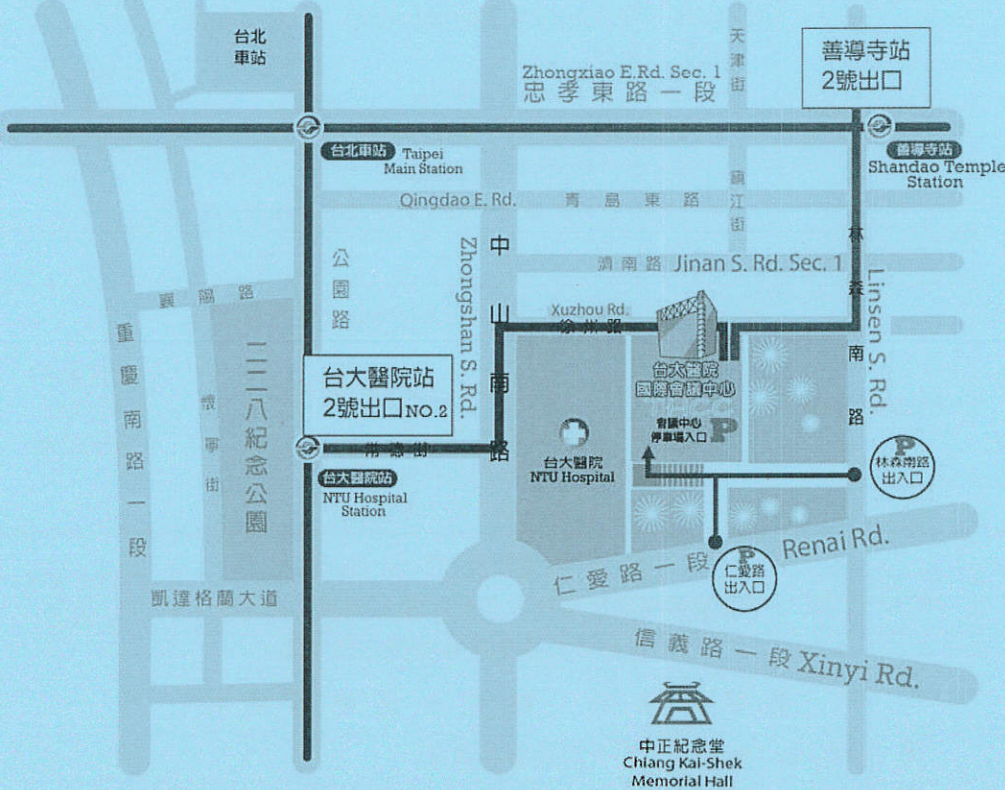 台北
車站
天津街
善導寺站
2號出口
Zhongxiao E.Rd. Sec. 1
忠孝東路一段
台北車站
Taipei
Main Station
善導寺站
Shandao Temple
Station
Qingdao E. Rd.
青島東路
鎮江街
公園路
Zhongshan S. Rd.
中山南路
濟南路 Jinan S. Rd. Sec. 1
林森南路
Linsen S. Rd.
襄陽路
Xuzhou Rd.
徐州路
重慶南路一段
懷寧街
二二八紀念公園
台大醫院站
2號出口NO.2
台大醫院
國際會議中心
會議中心
停車場入口
P
常德街
台大醫院
NTU Hospital
台大醫院站
NTU Hospital
Station
P
林森南路
出入口
仁愛路一段 Renai Rd.
P
仁愛路
出入口
凱達格蘭大道
信義路一段 Xinyi Rd.
中正紀念堂
Chiang Kai-Shek
Memorial Hall